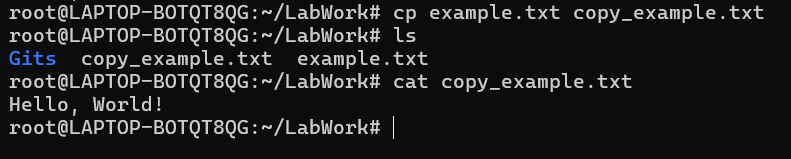 root@LAPTOP-BOTQT8QG:~/LabWork# cp example.txt copy_example.txt
root@LAPTOP-BOTQT8QG:~/LabWork# ls
Gits  copy_example.txt  example.txt
root@LAPTOP-BOTQT8QG:~/LabWork# cat copy_example.txt
Hello, World!
root@LAPTOP-BOTQT8QG:~/LabWork#